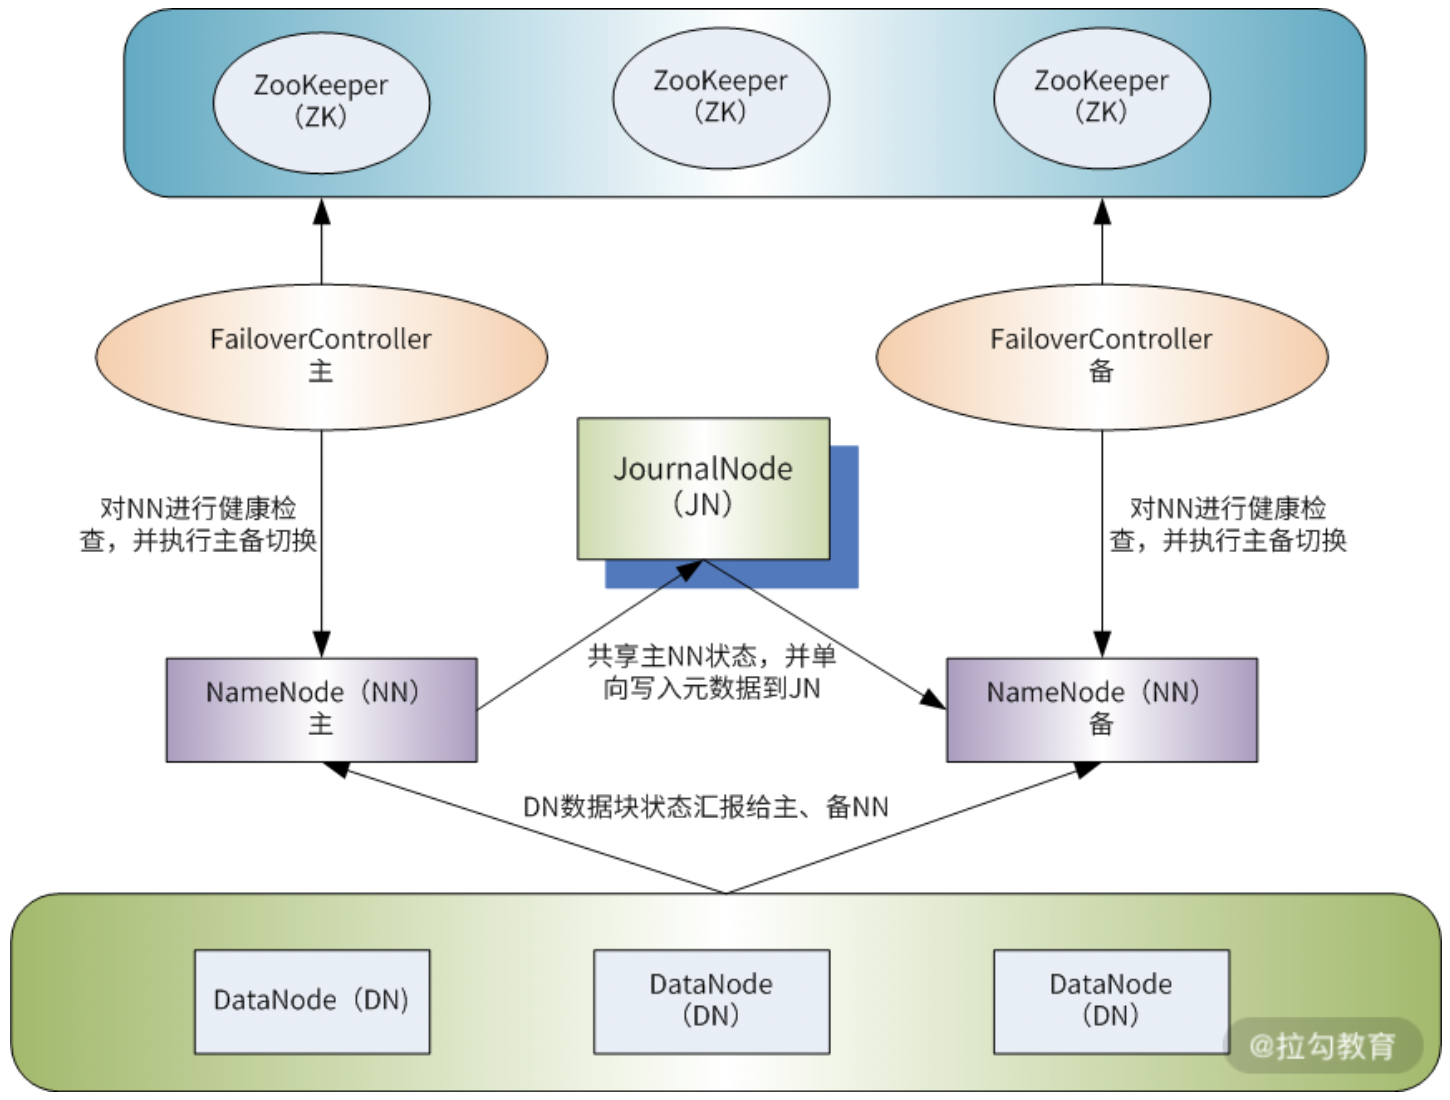 ZooKeeper
（ZK）
ZooKeeper
（ZK）
ZooKeeper
（ZK）
FailoverController
主
FailoverController
备
JournalNode
（JN）
对NN进行健康检
查，并执行主备切换
对NN进行健康检
查，并执行主备切换
共享主NN状态，并单
向写入元数据到JN
NameNode（NN）
主
NameNode（NN）
备
DN数据块状态汇报给主、备NN
DataNode（DN)
DataNode
（DN）
DataNode
（DN）
@拉勾教育